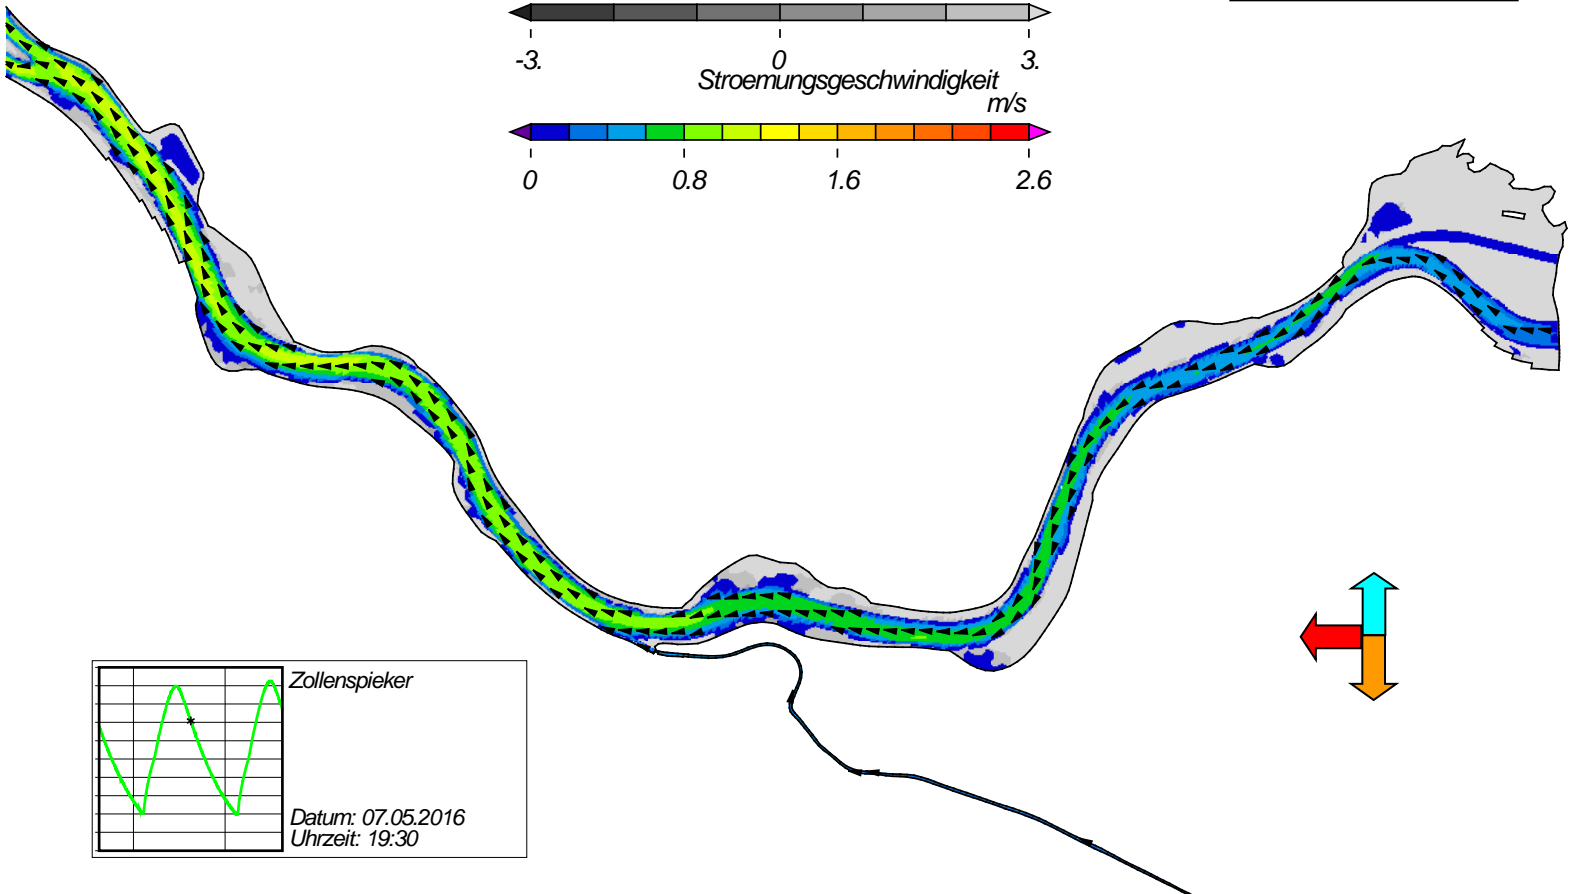 -3. 0 3.
Stroemungsgeschwindigkeit
m/s
0 0.8 1.6 2.6
Zollenspieker
Datum: 07.05.2016
Uhrzeit: 19:30